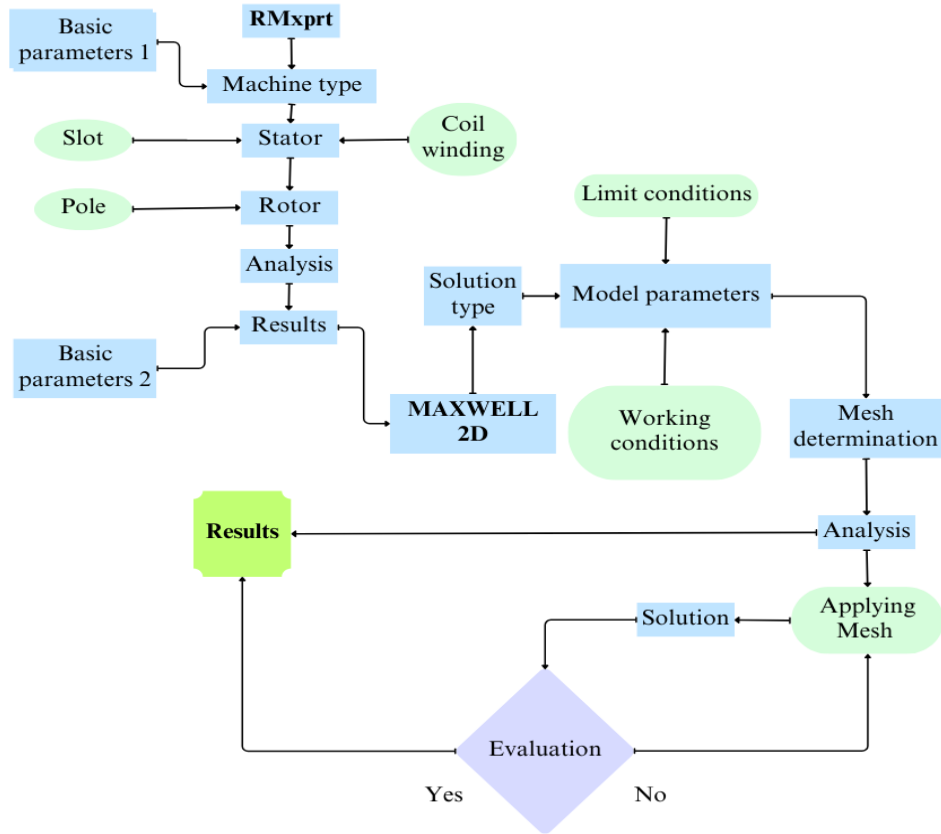 Basic
parameters 1
RMxprt
Machine type
Slot
Stator
Coil
winding
Pole
Rotor
Analysis
Results
Basic
parameters 2
MAXWELL
2D
Solution
type
Limit conditions
Model parameters
Working
conditions
Mesh
determination
Analysis
Results
Applying
Mesh
Solution
Evaluation
Yes
No